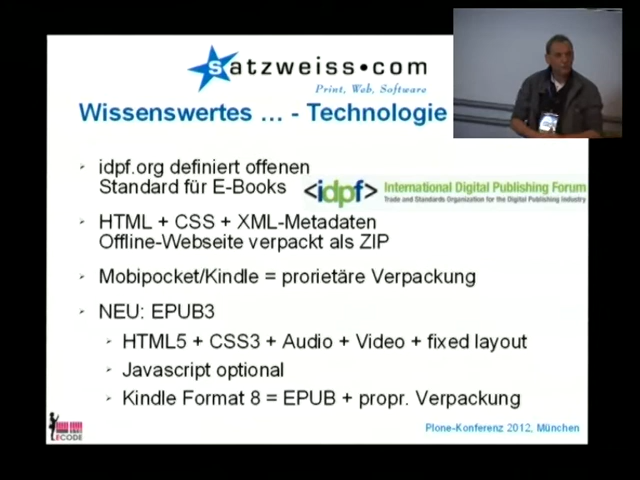 satzweiss.com
Print, Web, Software
Wissenswertes ... - Technologie
idpf.org definiert offenen
Standard für E-Books
<idpf> International Digital Publishing Forum
Trade and Standards Organization for the Digital Publishing Industry
HTML + CSS + XML-Metadaten
Offline-Webseite verpackt als ZIP
Mobipocket/Kindle = prorietäre Verpackung
NEU: EPUB3
HTML5 + CSS3 + Audio + Video + fixed layout
Javascript optional
Kindle Format 8 = EPUB + propr. Verpackung
ECODE
Plone-Konferenz 2012, München